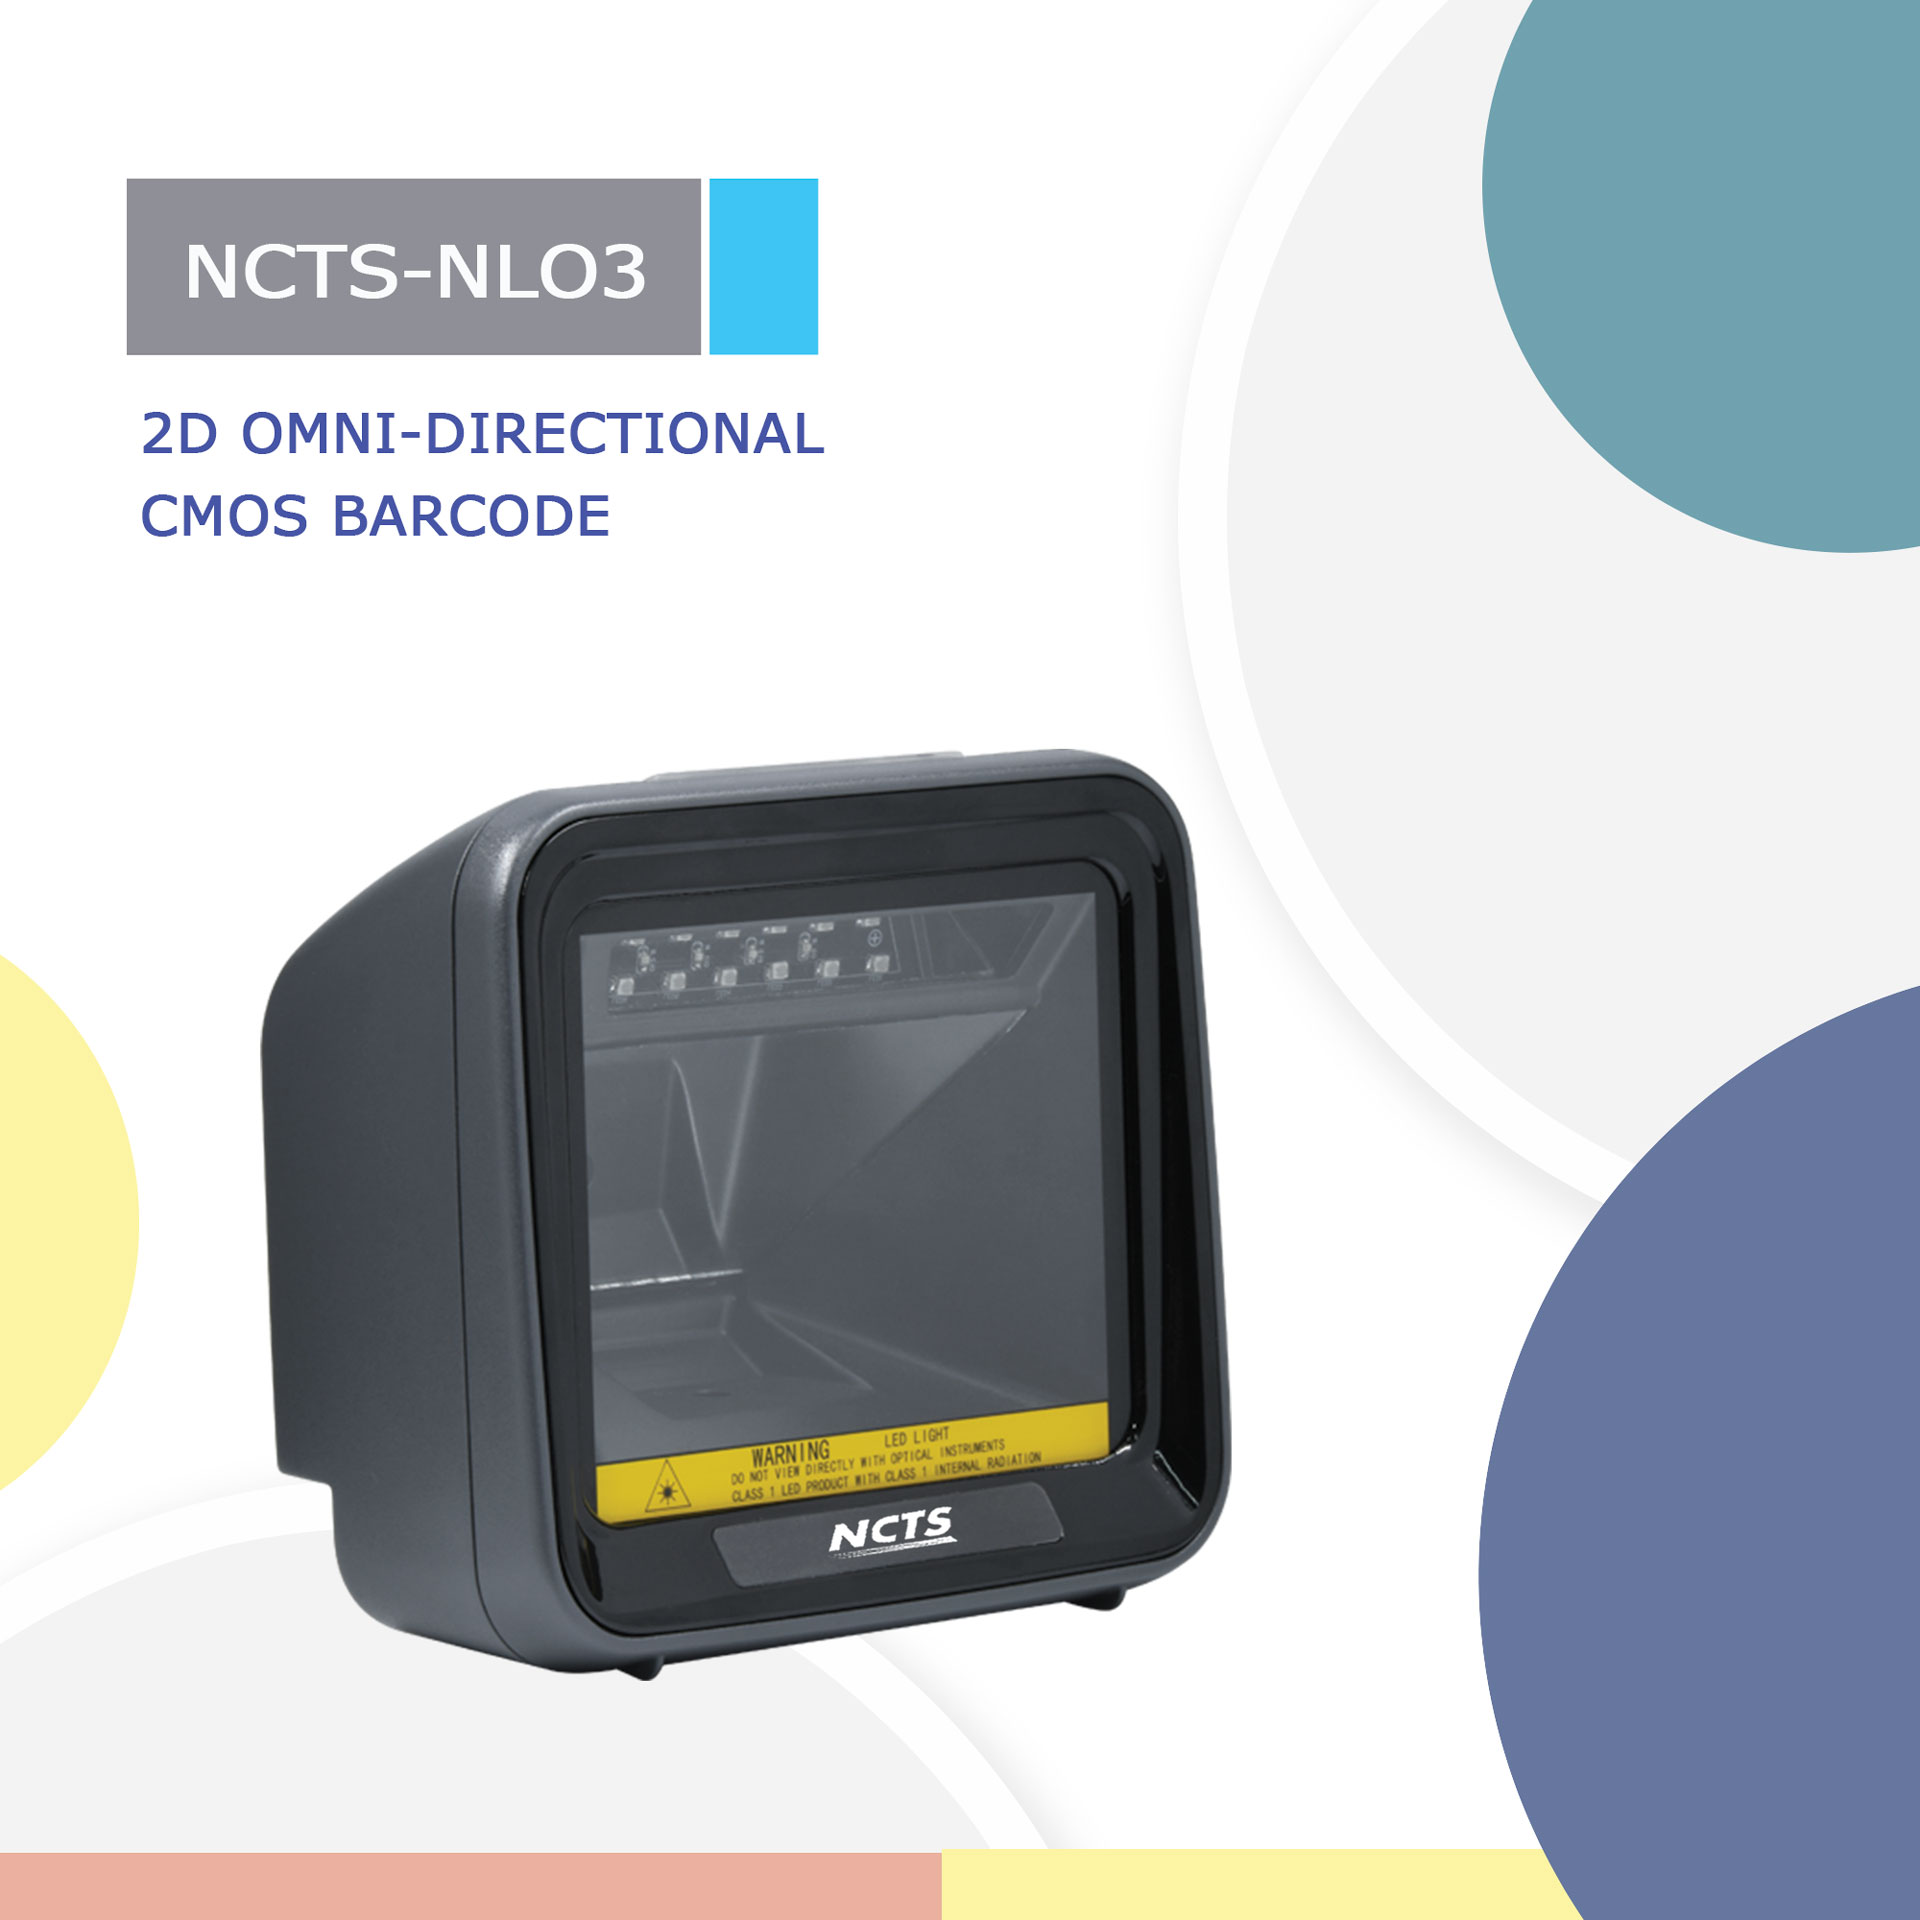 NCTS-NLO3
2D OMNI-DIRECTIONAL
CMOS BARCODE
WARNING LED LIGHT
DO NOT VIEW DIRECTLY WITH OPTICAL INSTRUMENTS
CLASS 1 LED PRODUCT WITH CLASS 1 INTERNAL RADIATION
NCTS